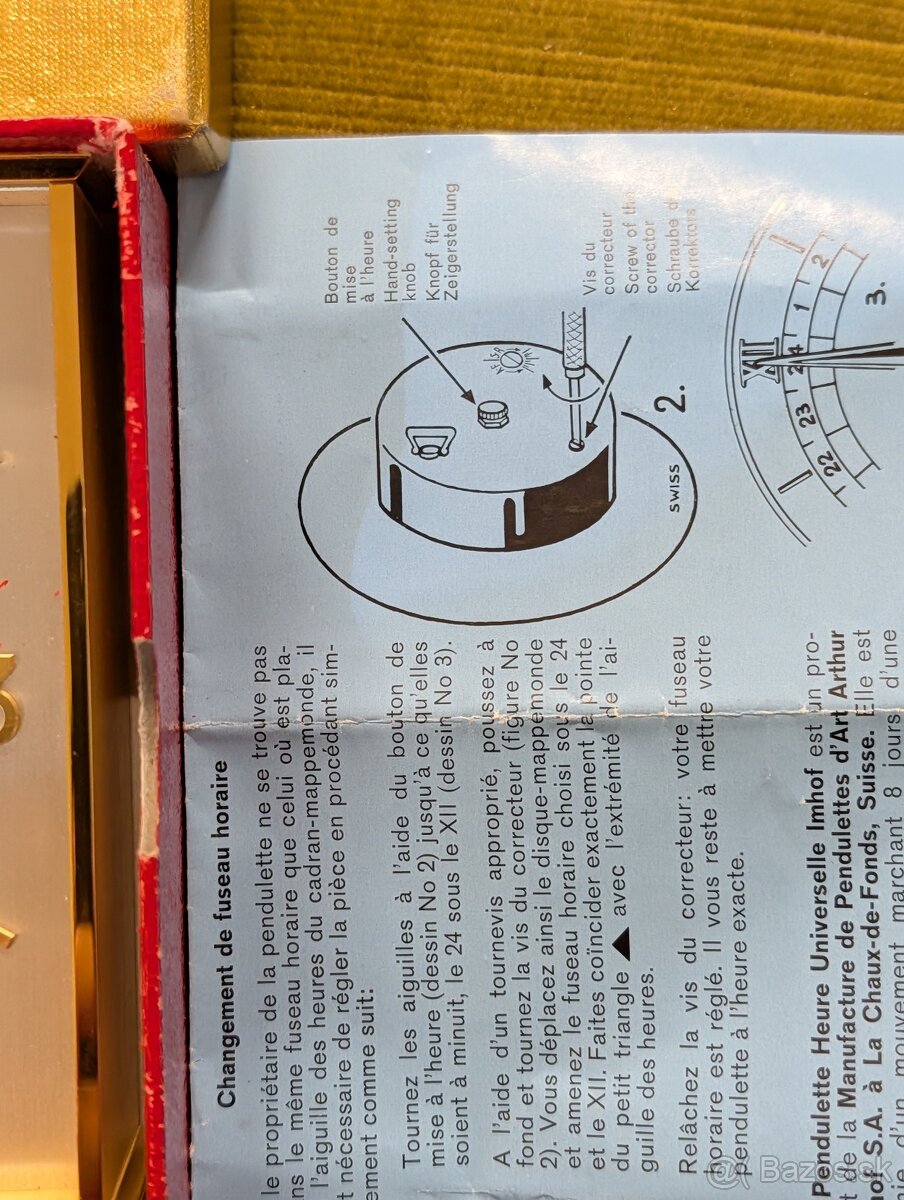 Changement de fuseau horaire
le propriétaire de la pendulette ne se trouve pas
ns le même fuseau horaire que celui où est pla-
l'aiguille des heures du cadran-mappemonde, il
t nécessaire de régler la pièce en procédant sim-
ement comme suit:
Tournez les aiguilles à l'aide du bouton de
mise à l'heure (dessin No 2) jusqu'à ce qu'elles
soient à minuit, le 24 sous le XII (dessin No 3).
A l'aide d'un tournevis approprié, poussez à
fond et tournez la vis du correcteur (figure No
2). Vous déplacez ainsi le disque-mappemonde
et amenez le fuseau horaire choisi sous le 24
et le XII. Faites coïncider exactement la pointe
du petit triangle ▲ avec l'extrémité de l'ai-
guille des heures.
Relâchez la vis du correcteur: votre fuseau
horaire est réglé. Il vous reste à mettre votre
pendulette à l'heure exacte.
Pendulette Heure Universelle Imhof est un pro-
t de la Manufacture de Pendulettes d'Art Arthur
of S.A. à La Chaux-de-Fonds, Suisse. Elle est
ie d'un mouvement marchant 8 jours d'une
Bouton de
mise
à l'heure
Hand-setting
knob
Knopf für
Zeigerstellung
Vis du
correcteur
Screw of the
corrector
Schraube
Korrektors
SWISS
2.
XII
22 23 24 1 2
3.
Bazos.sk